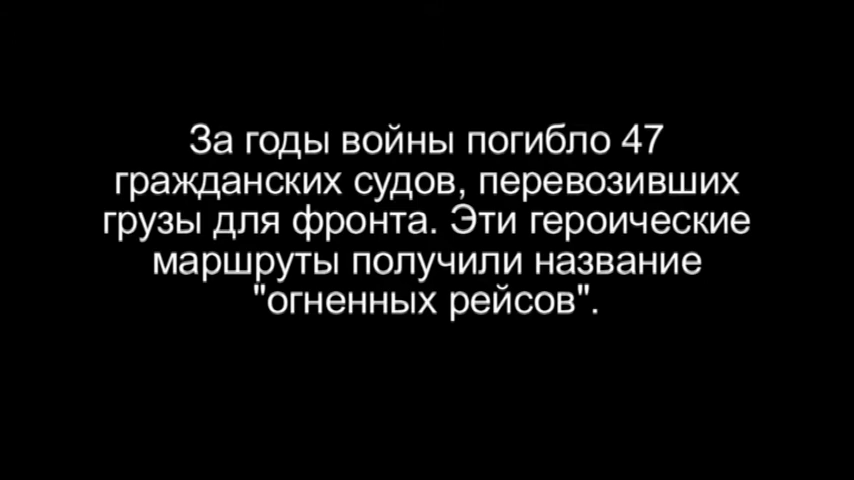 За годы войны погибло 47
гражданских судов, перевозивших
грузы для фронта. Эти героические
маршруты получили название
"огненных рейсов".